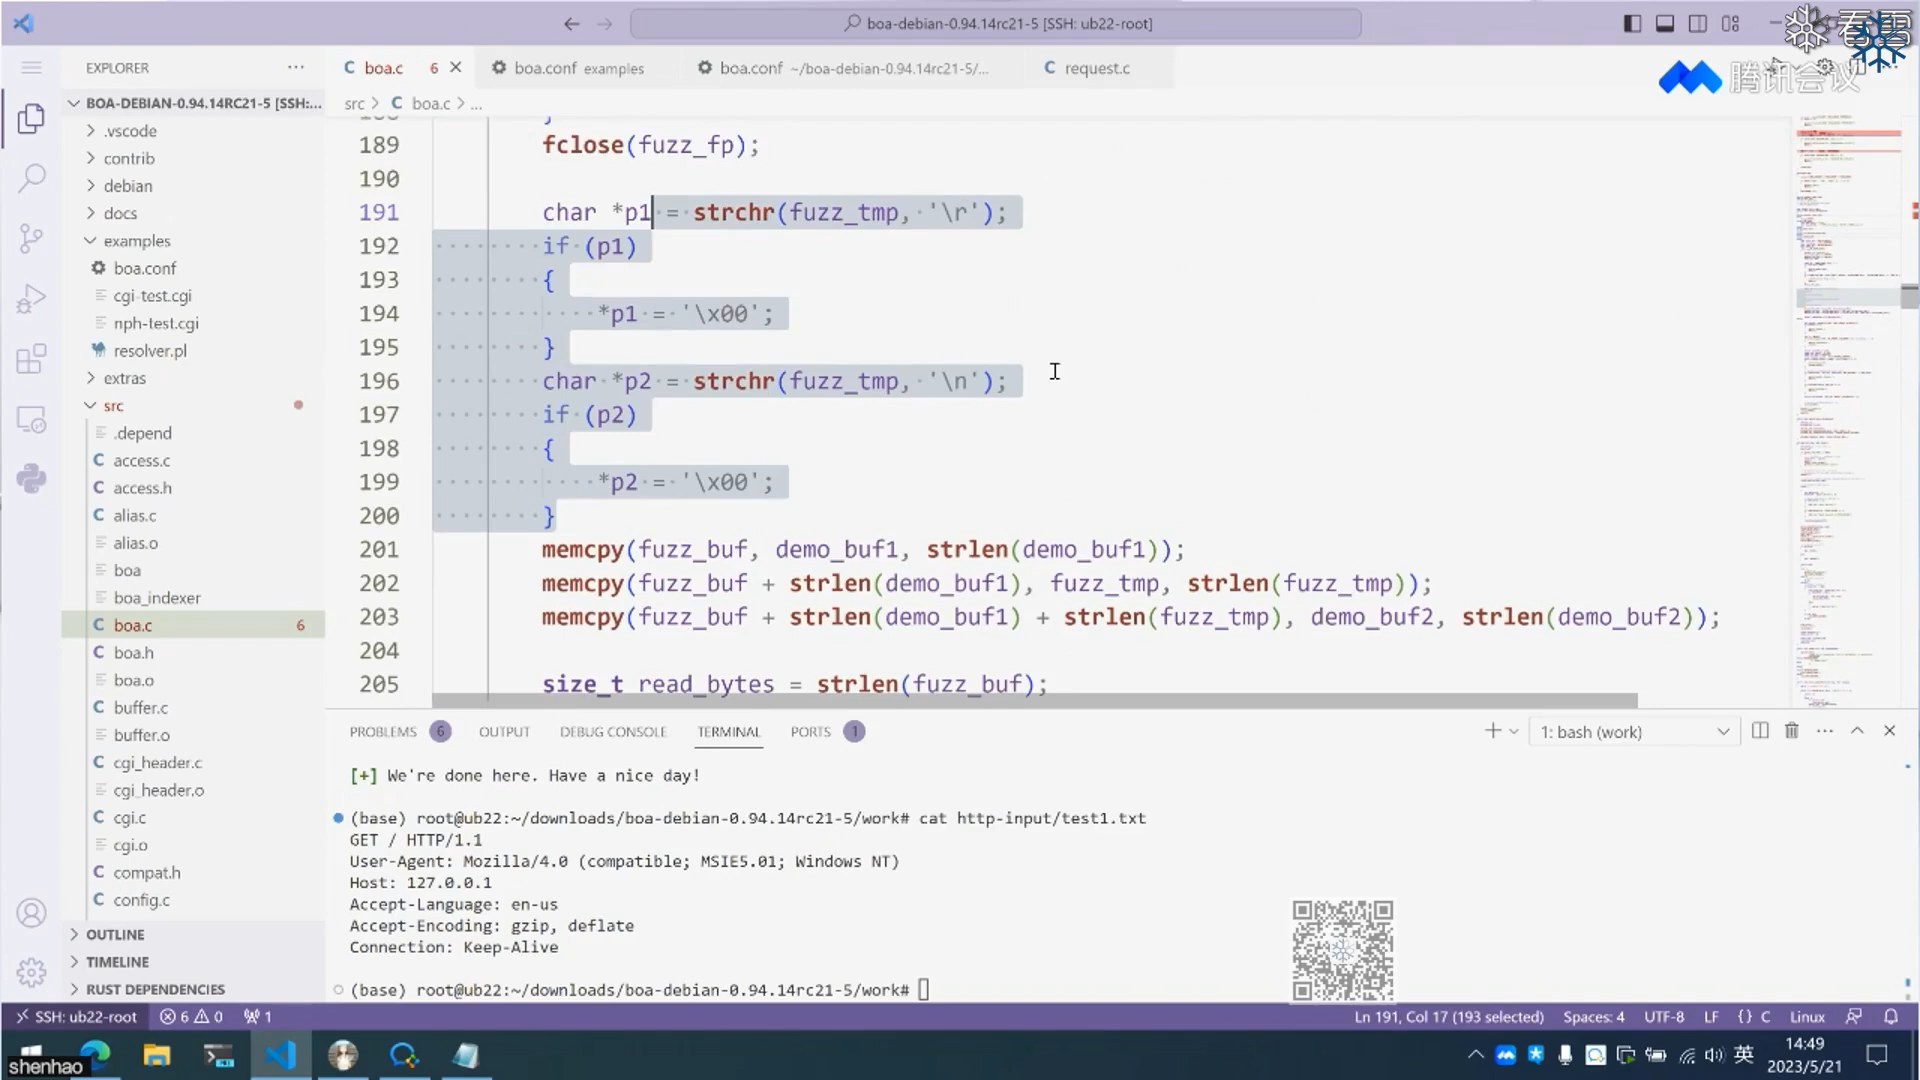 boa-debian-0.94.14rc21-5 [SSH: ub22-root]
看雪
腾讯会议
EXPLORER
boa.c 6
boa.conf examples
boa.conf ~/boa-debian-0.94.14rc21-5/...
request.c
BOA-DEBIAN-0.94.14RC21-5 [SSH:...
src > C boa.c > ...
.vscode
contrib
debian
docs
examples
boa.conf
cgi-test.cgi
nph-test.cgi
resolver.pl
extras
src
.depend
C access.c
C access.h
C alias.c
alias.o
boa
boa_indexer
C boa.c 6
C boa.h
boa.o
C buffer.c
buffer.o
C cgi_header.c
cgi_header.o
C cgi.c
cgi.o
C compat.h
C config.c
OUTLINE
TIMELINE
RUST DEPENDENCIES
189 fclose(fuzz_fp);
190
191 char *p1 = strchr(fuzz_tmp, '\r');
192 if (p1)
193 {
194 *p1 = '\x00';
195 }
196 char *p2 = strchr(fuzz_tmp, '\n');
197 if (p2)
198 {
199 *p2 = '\x00';
200 }
201 memcpy(fuzz_buf, demo_buf1, strlen(demo_buf1));
202 memcpy(fuzz_buf + strlen(demo_buf1), fuzz_tmp, strlen(fuzz_tmp));
203 memcpy(fuzz_buf + strlen(demo_buf1) + strlen(fuzz_tmp), demo_buf2, strlen(demo_buf2));
204
205 size_t read_bytes = strlen(fuzz_buf);
PROBLEMS 6 OUTPUT DEBUG CONSOLE TERMINAL PORTS 1
1: bash (work)
[+] We're done here. Have a nice day!
(base) root@ub22:~/downloads/boa-debian-0.94.14rc21-5/work# cat http-input/test1.txt
GET / HTTP/1.1
User-Agent: Mozilla/4.0 (compatible; MSIE5.01; Windows NT)
Host: 127.0.0.1
Accept-Language: en-us
Accept-Encoding: gzip, deflate
Connection: Keep-Alive
(base) root@ub22:~/downloads/boa-debian-0.94.14rc21-5/work#
SSH: ub22-root 6 0 1
Ln 191, Col 17 (193 selected) Spaces: 4 UTF-8 LF {} C Linux
shenhao
英
14:49
2023/5/21